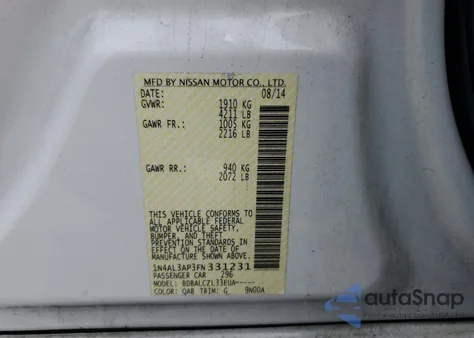 MFD BY NISSAN MOTOR CO., LTD.
DATE: 08/14
GVWR: 1910 KG
4211 LB
GAWR FR.: 1005 KG
2216 LB
GAWR RR.: 940 KG
2072 LB
THIS VEHICLE CONFORMS TO
ALL APPLICABLE FEDERAL
MOTOR VEHICLE SAFETY,
BUMPER, AND THEFT
PREVENTION STANDARDS
IN EFFECT ON THE DATE OF
MANUFACTURE SHOWN ABOVE.
1N4AL3AP3FN331231
PASSENGER CAR 296
MODEL: BDBALCZL33EUA-----
COLOR: QAB TRIM: G 9N00A
autoSnap